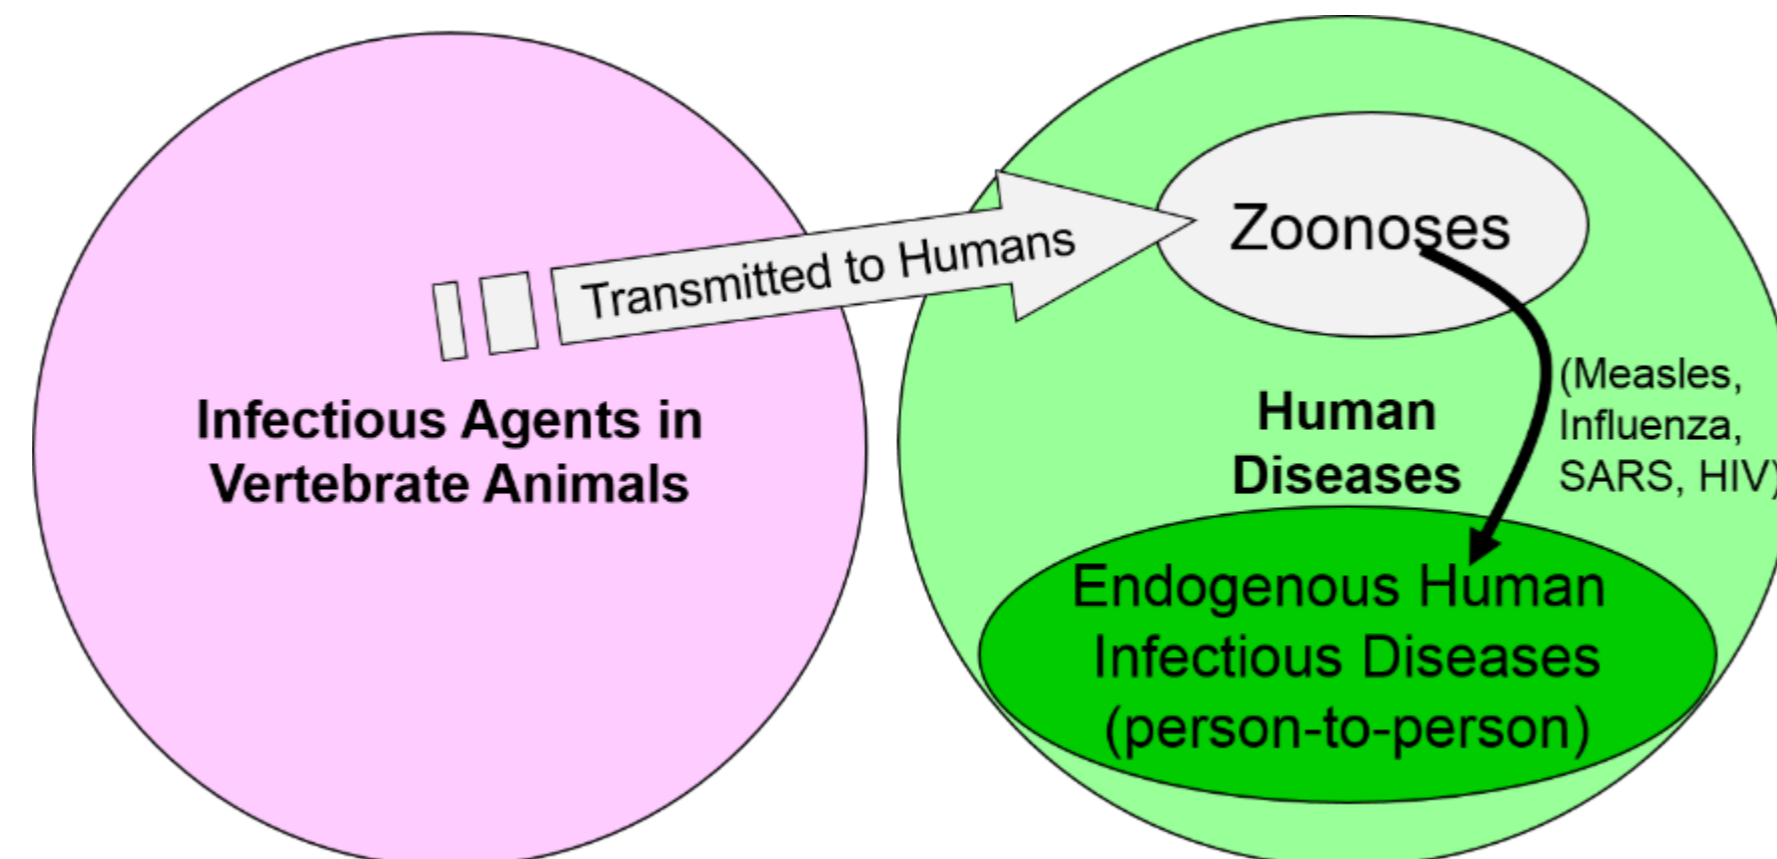 Infectious Agents in
Vertebrate Animals
Transmitted to Humans
Zoonoses
Human
Diseases
(Measles,
Influenza,
SARS, HIV)
Endogenous Human
Infectious Diseases
(person-to-person)